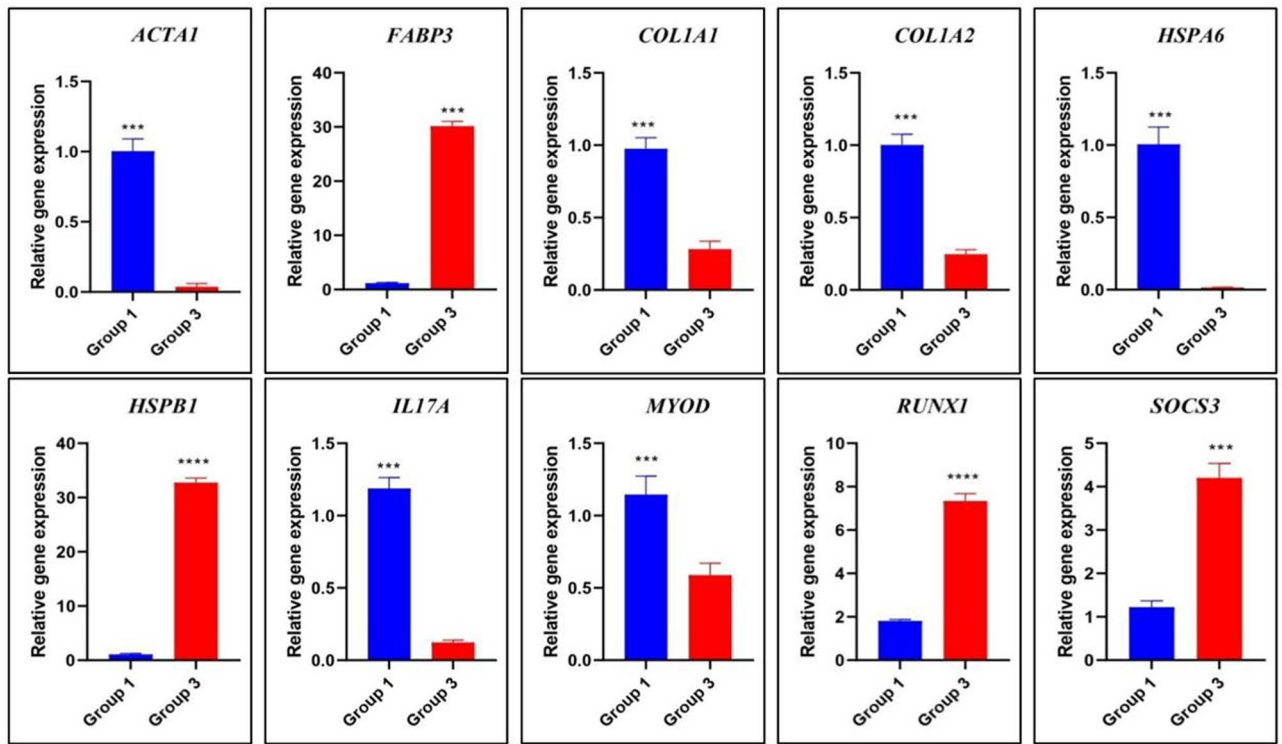 ACTA1
Relative gene expression
1.5
1.0
0.5
0.0
***
Group 1
Group 3
FABP3
Relative gene expression
40
30
20
10
0
***
Group 1
Group 3
COL1A1
Relative gene expression
1.5
1.0
0.5
0.0
***
Group 1
Group 3
COL1A2
Relative gene expression
1.5
1.0
0.5
0.0
***
Group 1
Group 3
HSPA6
Relative gene expression
1.5
1.0
0.5
0.0
***
Group 1
Group 3
HSPB1
Relative gene expression
40
30
20
10
0
****
Group 1
Group 3
IL17A
Relative gene expression
1.5
1.0
0.5
0.0
***
Group 1
Group 3
MYOD
Relative gene expression
1.5
1.0
0.5
0.0
***
Group 1
Group 3
RUNX1
Relative gene expression
10
8
6
4
2
0
****
Group 1
Group 3
SOCS3
Relative gene expression
5
4
3
2
1
0
***
Group 1
Group 3